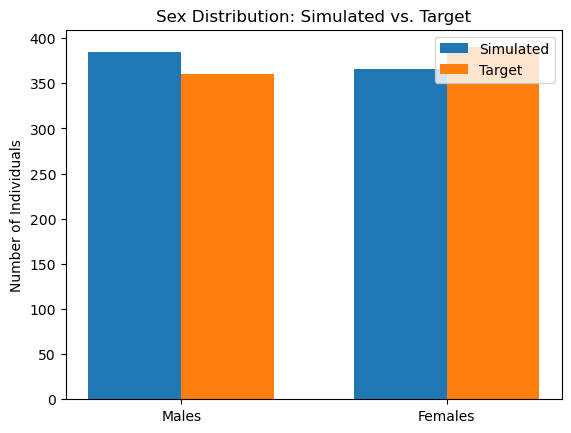 Sex Distribution: Simulated vs. Target
Simulated
Target
Number of Individuals
400
350
300
250
200
150
100
50
0
Males
Females